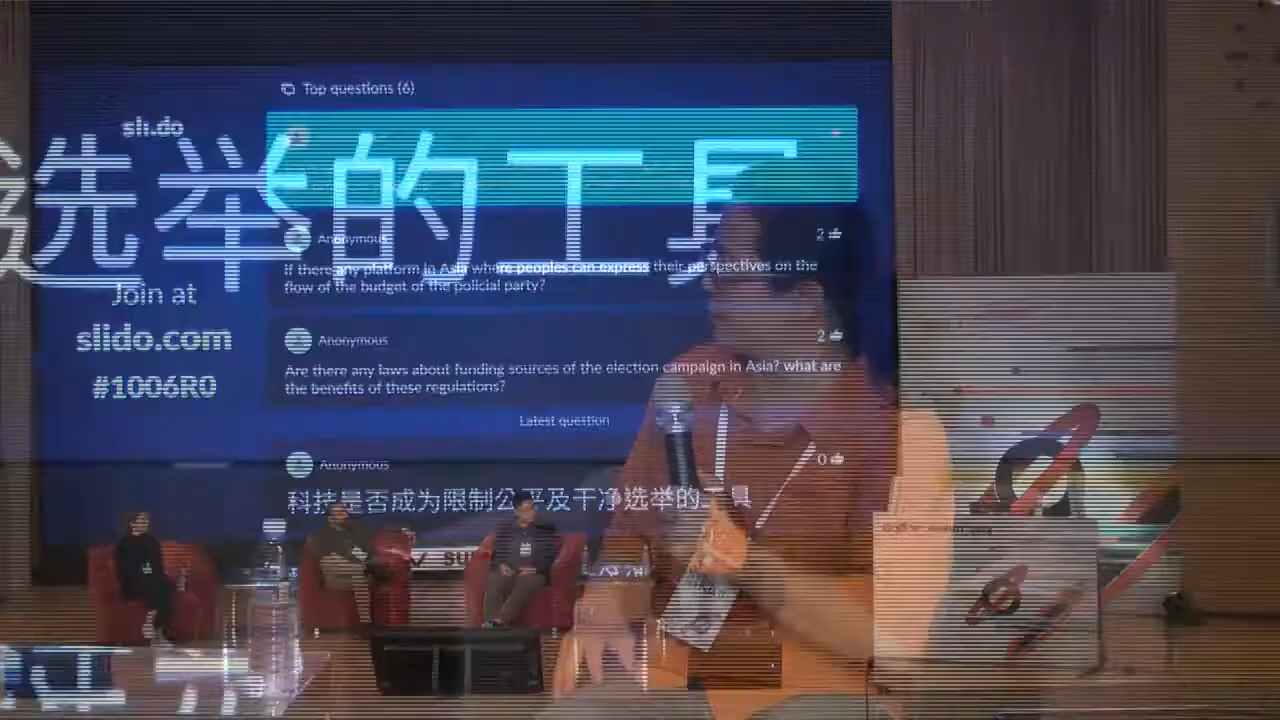 Top questions (6)
sli.do
选举的工具
Anonymous
2
If there any platform in Asia where peoples can express their perspectives on the
flow of the budget of the policial party?
Join at
slido.com
#1006R0
Anonymous
2
Are there any laws about funding sources of the election campaign in Asia? what are
the benefits of these regulations?
Latest question
Anonymous
0
科技是否成为限制公平及干净选举的工具